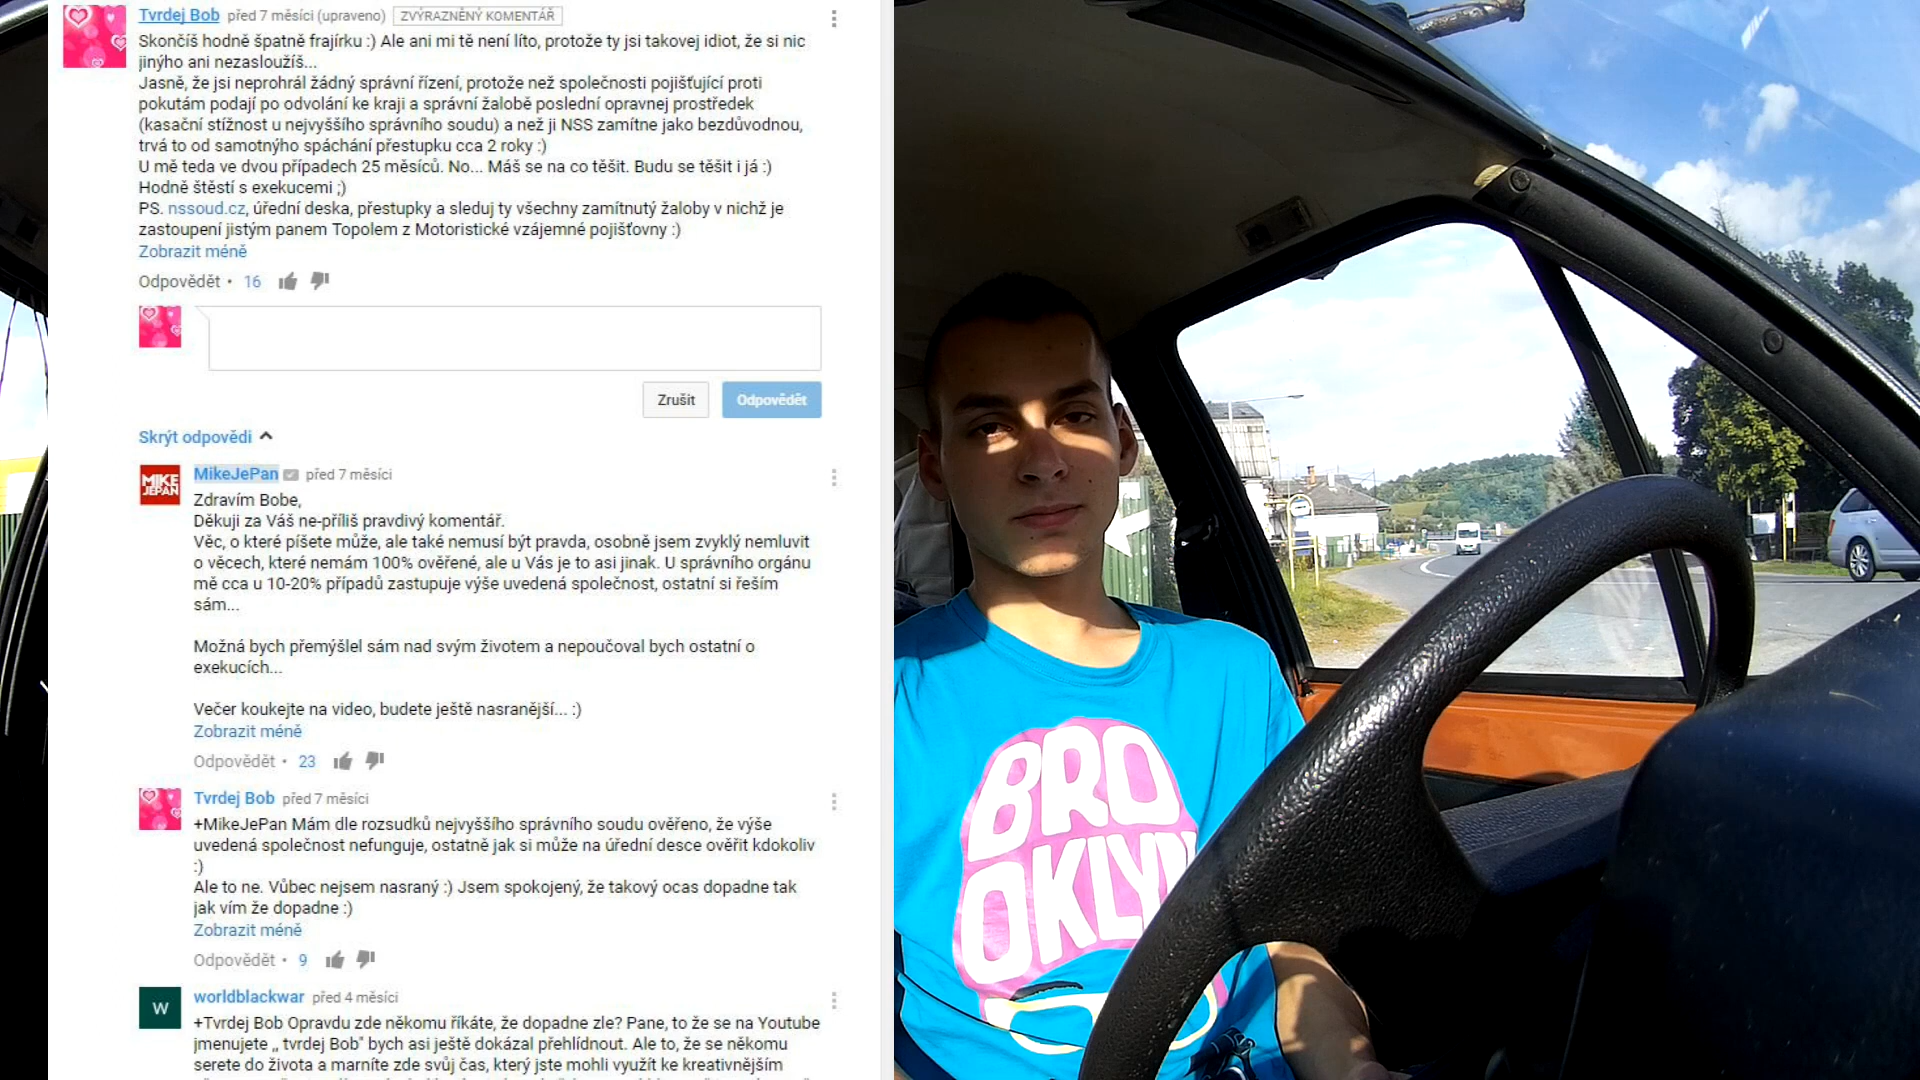 Tvrdej Bob před 7 měsíci (upraveno) ZVÝRAZNĚNÝ KOMENTÁŘ
Skončíš hodně špatně frajírku :) Ale ani mi tě není líto, protože ty jsi takovej idiot, že si nic
jinýho ani nezasloužíš...
Jasně, že jsi neprohrál žádný správní řízení, protože než společnosti pojišťující proti
pokutám podají po odvolání ke kraji a správní žalobě poslední opravnej prostředek
(kasační stížnost u nejvyššího správního soudu) a než ji NSS zamítne jako bezdůvodnou,
trvá to od samotnýho spáchání přestupku cca 2 roky :)
U mě teda ve dvou případech 25 měsíců. No... Máš se na co těšit. Budu se těšit i já :)
Hodně štěstí s exekucemi ;)
PS. nssoud.cz, úřední deska, přestupky a sleduj ty všechny zamítnutý žaloby v nichž je
zastoupení jistým panem Topolem z Motoristické vzájemné pojišťovny :)
Zobrazit méně
Odpovědět • 16
Zrušit Odpovědět
Skrýt odpovědi
MIKE
JEPAN
MikeJePan před 7 měsíci
Zdravím Bobe,
Děkuji za Váš ne-příliš pravdivý komentář.
Věc, o které píšete může, ale také nemusí být pravda, osobně jsem zvyklý nemluvit
o věcech, které nemám 100% ověřené, ale u Vás je to asi jinak. U správního orgánu
mě cca u 10-20% případů zastupuje výše uvedená společnost, ostatní si řeším
sám...
Možná bych přemýšlel sám nad svým životem a nepoučoval bych ostatní o
exekucích...
Večer koukejte na video, budete ještě nasranější... :)
Zobrazit méně
Odpovědět • 23
Tvrdej Bob před 7 měsíci
+MikeJePan Mám dle rozsudků nejvyššího správního soudu ověřeno, že výše
uvedená společnost nefunguje, ostatně jak si může na úřední desce ověřit kdokoliv
:)
Ale to ne. Vůbec nejsem nasraný :) Jsem spokojený, že takový ocas dopadne tak
jak vím že dopadne :)
Zobrazit méně
Odpovědět • 9
W
worldblackwar před 4 měsíci
+Tvrdej Bob Opravdu zde někomu říkáte, že dopadne zle? Pane, to že se na Youtube
jmenujete ,, tvrdej Bob" bych asi ještě dokázal přehlídnout. Ale to, že se někomu
serete do života a marníte zde svůj čas, který jste mohli využít ke kreativnějším
BRO
OKLYN